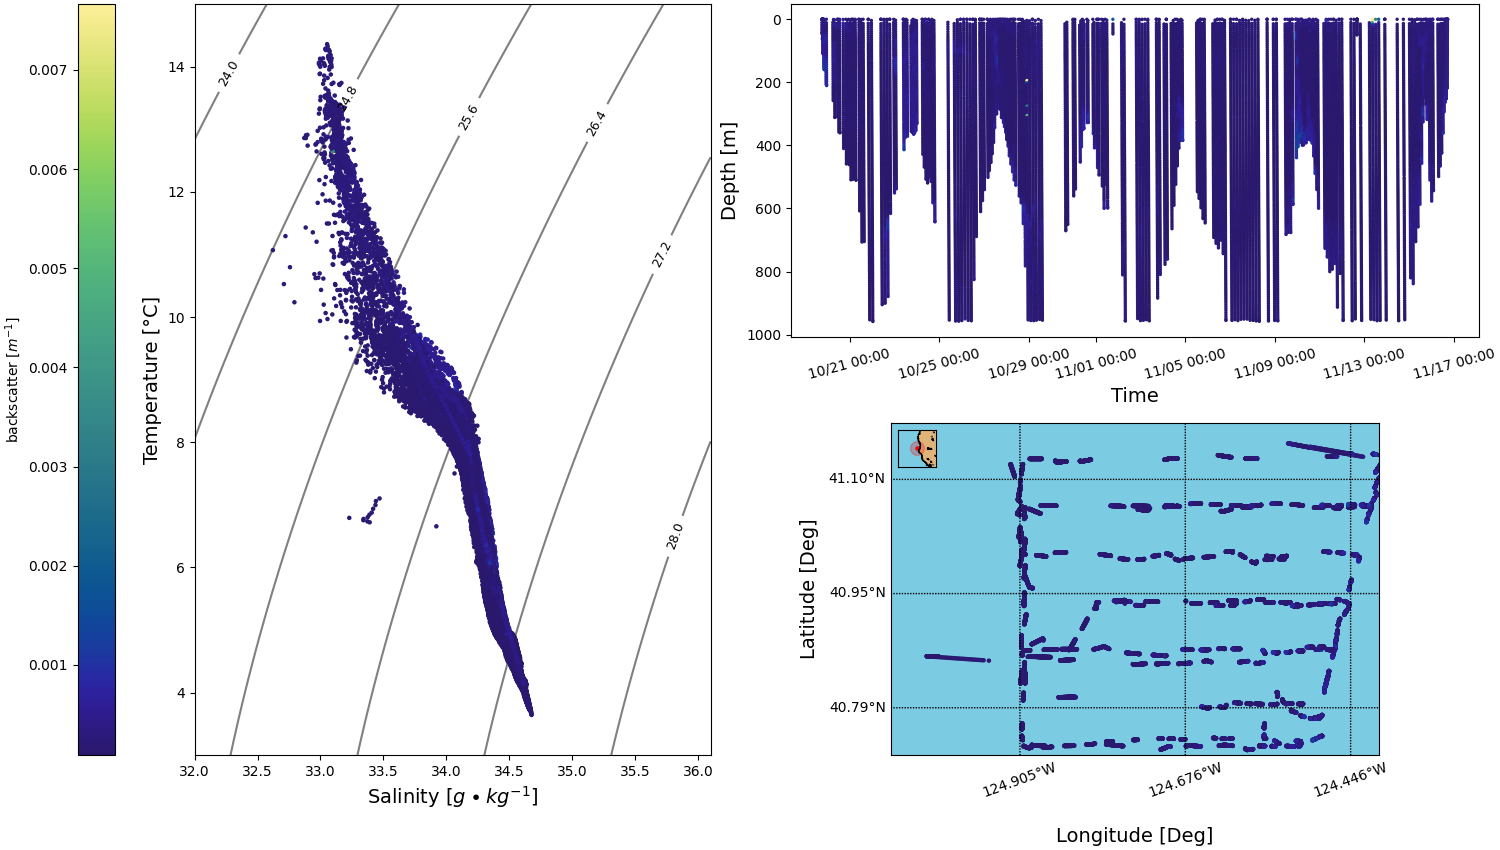 0.007
0.006
0.005
0.004
0.003
0.002
0.001
backscatter [m⁻¹]
14
12
10
8
6
4
Temperature [°C]
24.0
24.8
25.6
26.4
27.2
28.0
32.0 32.5 33.0 33.5 34.0 34.5 35.0 35.5 36.0
Salinity [g • kg⁻¹]
0
200
400
600
800
1000
Depth [m]
10/21 00:00 10/25 00:00 10/29 00:00 11/01 00:00 11/05 00:00 11/09 00:00 11/13 00:00 11/17 00:00
Time
41.10°N
40.95°N
40.79°N
Latitude [Deg]
124.905°W 124.676°W 124.446°W
Longitude [Deg]